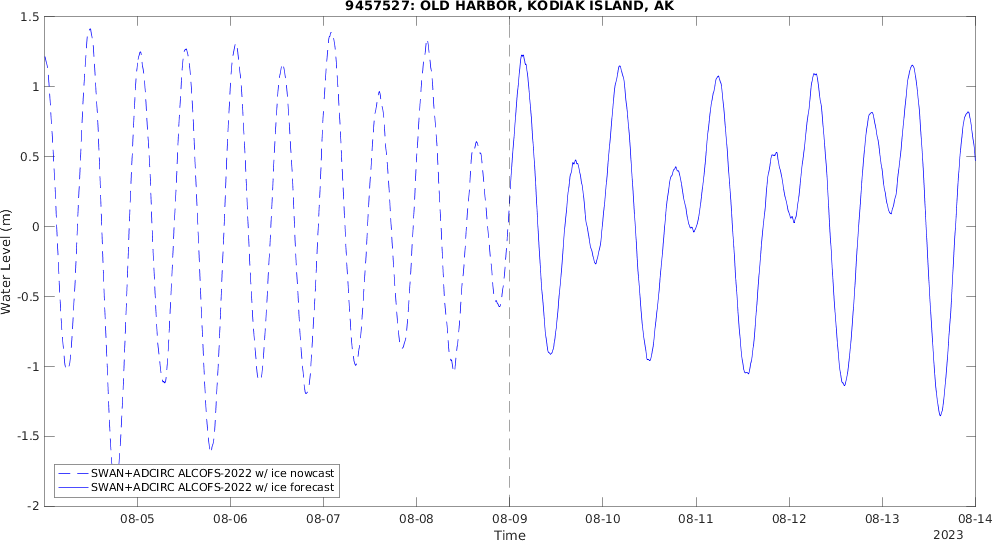 9457527: OLD HARBOR, KODIAK ISLAND, AK
1.5
1
0.5
0
-0.5
-1
-1.5
-2
Water Level (m)
SWAN+ADCIRC ALCOFS-2022 w/ ice nowcast
SWAN+ADCIRC ALCOFS-2022 w/ ice forecast
08-05 08-06 08-07 08-08 08-09 08-10 08-11 08-12 08-13 08-14
Time
2023